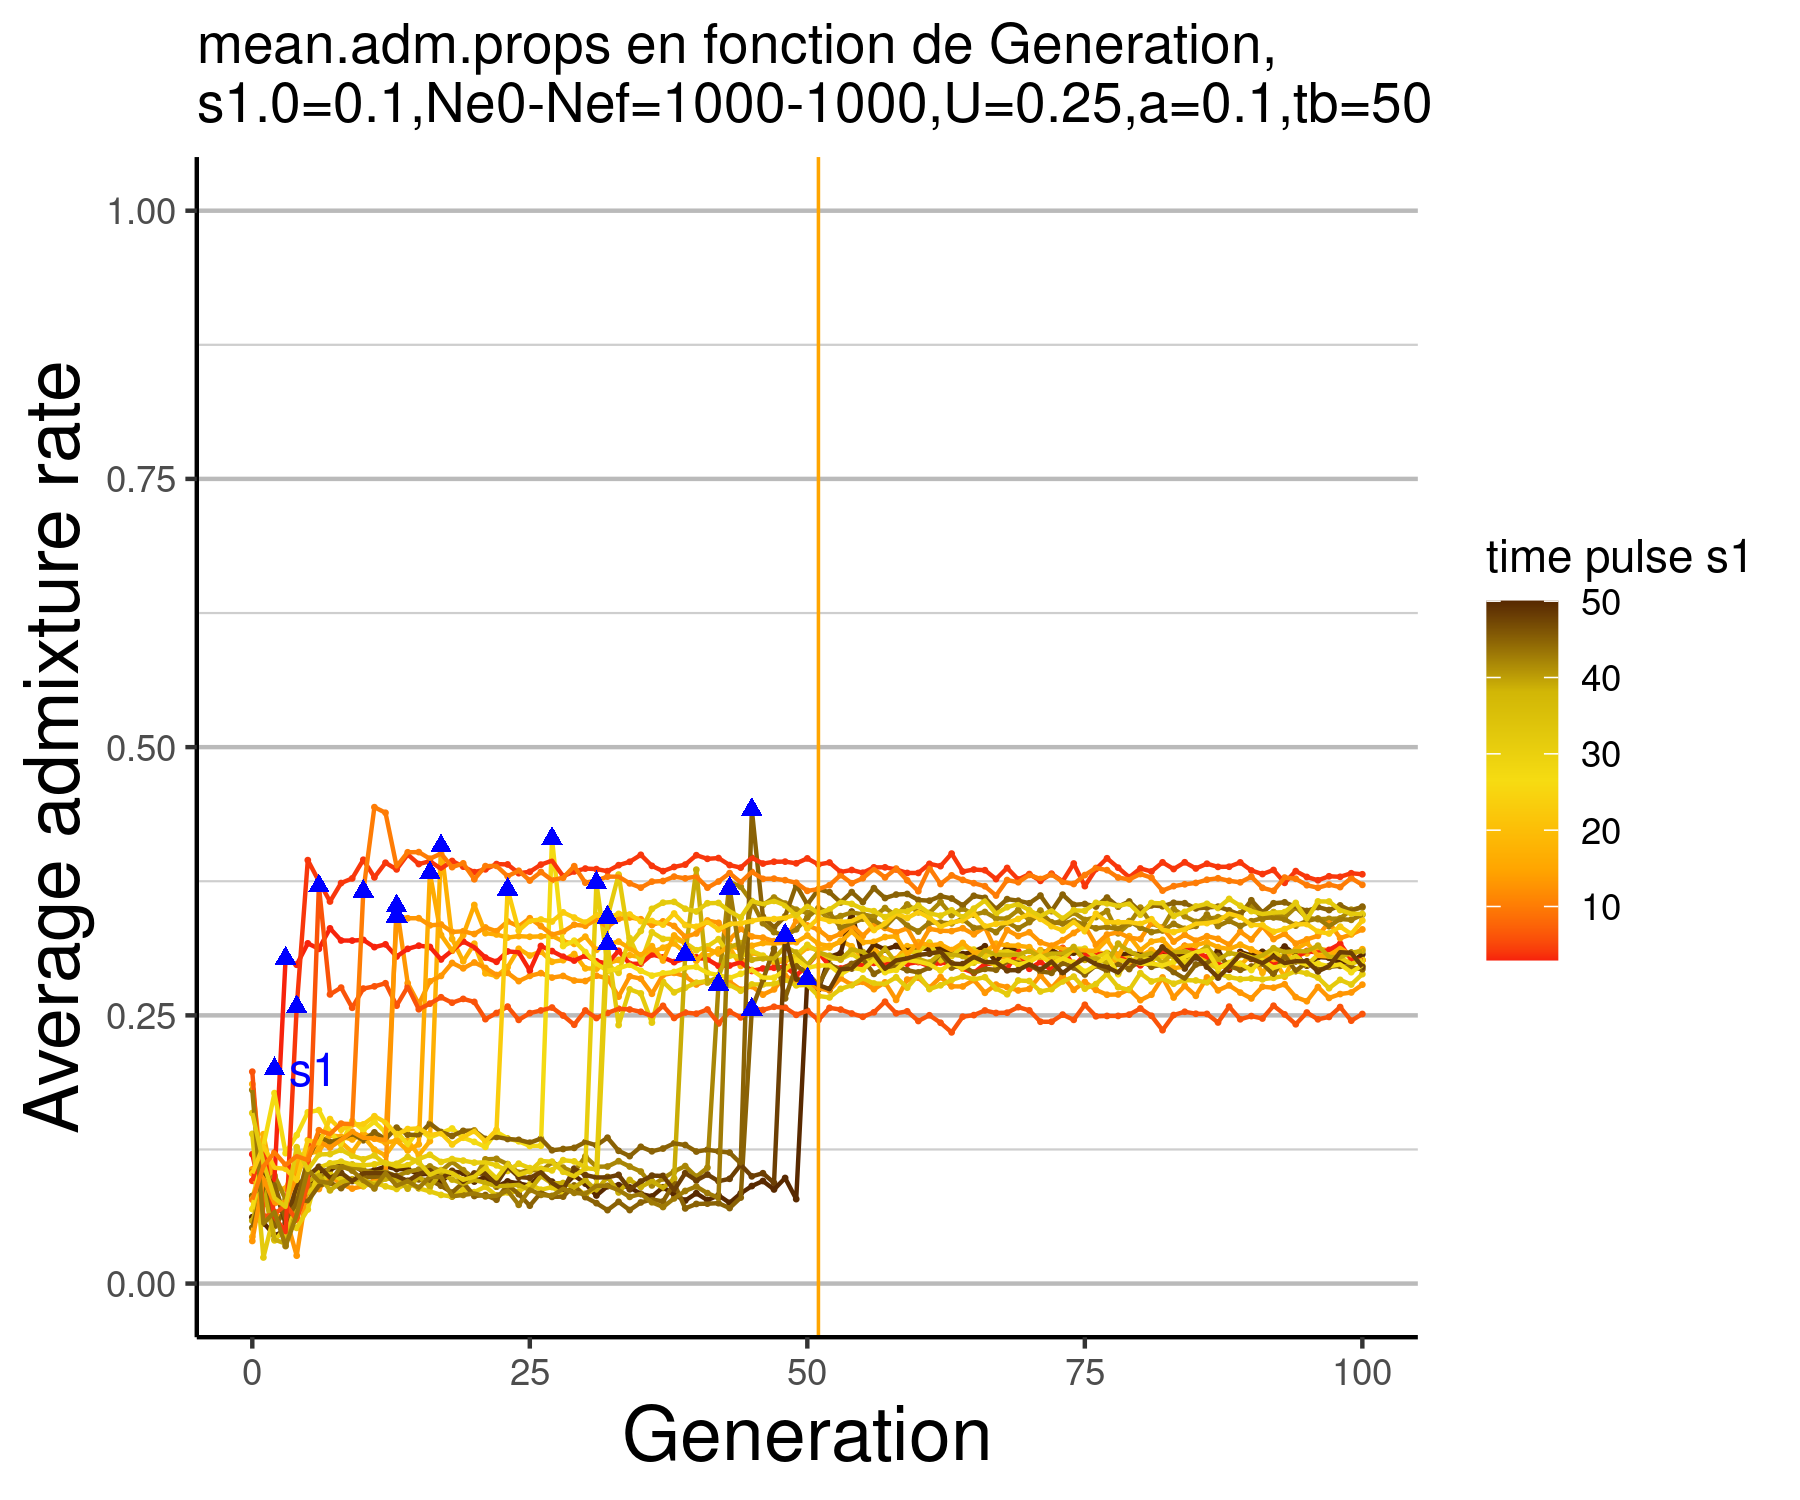 mean.adm.props en fonction de Generation,
s1.0=0.1,Ne0-Nef=1000-1000,U=0.25,a=0.1,tb=50
Average admixture rate
1.00
0.75
0.50
0.25
0.00
s1
0 25 50 75 100
Generation
time pulse s1
50
40
30
20
10